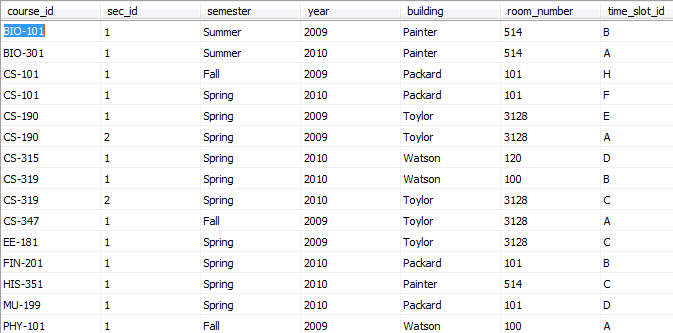 course_id sec_id semester year building room_number time_slot_id
BIO-101 1 Summer 2009 Painter 514 B
BIO-301 1 Summer 2010 Painter 514 A
CS-101 1 Fall 2009 Packard 101 H
CS-101 1 Spring 2010 Packard 101 F
CS-190 1 Spring 2009 Toylor 3128 E
CS-190 2 Spring 2009 Toylor 3128 A
CS-315 1 Spring 2010 Watson 120 D
CS-319 1 Spring 2010 Watson 100 B
CS-319 2 Spring 2010 Toylor 3128 C
CS-347 1 Fall 2009 Toylor 3128 A
EE-181 1 Spring 2009 Toylor 3128 C
FIN-201 1 Spring 2010 Packard 101 B
HIS-351 1 Spring 2010 Painter 514 C
MU-199 1 Spring 2010 Packard 101 D
PHY-101 1 Fall 2009 Watson 100 A